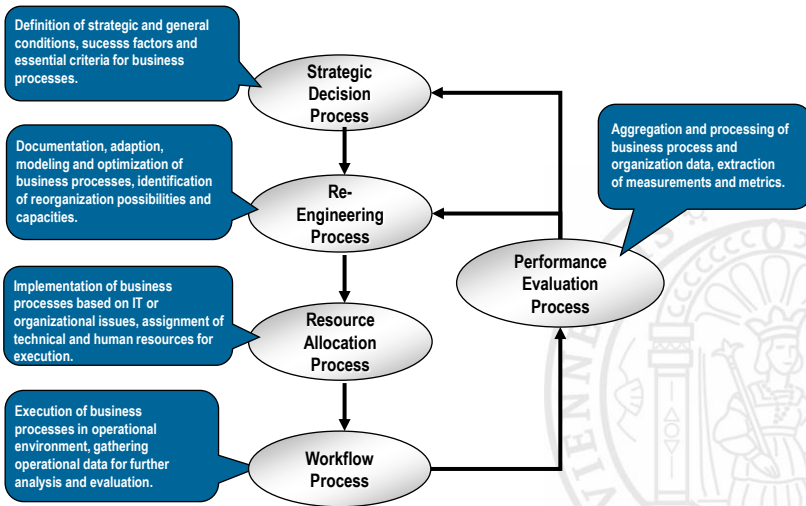 Definition of strategic and general
conditions, sucesss factors and
essential criteria for business
processes.
Strategic
Decision
Process
Documentation, adaption,
modeling and optimization of
business processes, identification
of reorganization possibilities and
capacities.
Re-
Engineering
Process
Aggregation and processing of
business process and
organization data, extraction
of measurements and metrics.
Performance
Evaluation
Process
Implementation of business
processes based on IT or
organizational issues, assignment of
technical and human resources for
execution.
Resource
Allocation
Process
Execution of business
processes in operational
environment, gathering
operational data for further
analysis and evaluation.
Workflow
Process
VIENNE